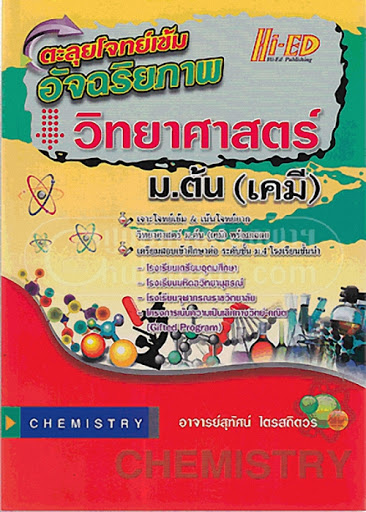 ตะลุยโจทย์เข้ม
อัจฉริยภาพ
Hi-ED
Hi-Ed Publishing
วิทยาศาสตร์
ม.ต้น (เคมี)
เจาะโจทย์เข้ม & เน้นโจทย์ยาก
วิทยาศาสตร์ ม.ต้น (เคมี) พร้อมเฉลย
เตรียมสอบเข้าศึกษาต่อ ระดับชั้น ม.4 โรงเรียนชั้นนำ
- โรงเรียนเตรียมอุดมศึกษา
- โรงเรียนมหิดลวิทยานุสรณ์
- โรงเรียนจุฬาภรณราชวิทยาลัย
- โครงการเน้นความเป็นเลิศทางวิทย์-คณิต
(Gifted Program)
CHEMISTRY
อาจารย์สุทัศน์ ไตรสถิตวร
CHEMISTRY